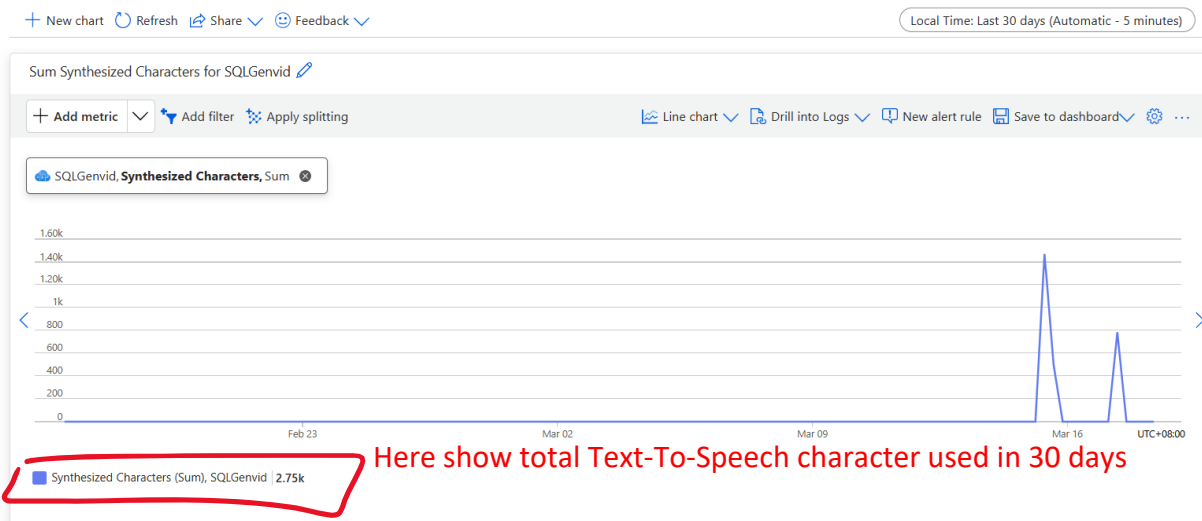 New chart Refresh Share Feedback Local Time: Last 30 days (Automatic - 5 minutes)
Sum Synthesized Characters for SQLGenvid
Add metric Add filter Apply splitting Line chart Drill into Logs New alert rule Save to dashboard
SQLGenvid, Synthesized Characters, Sum
1.60k
1.40k
1.20k
1k
800
600
400
200
0
Feb 23 Mar 02 Mar 09 Mar 16 UTC+08:00
Here show total Text-To-Speech character used in 30 days
Synthesized Characters (Sum), SQLGenvid 2.75k